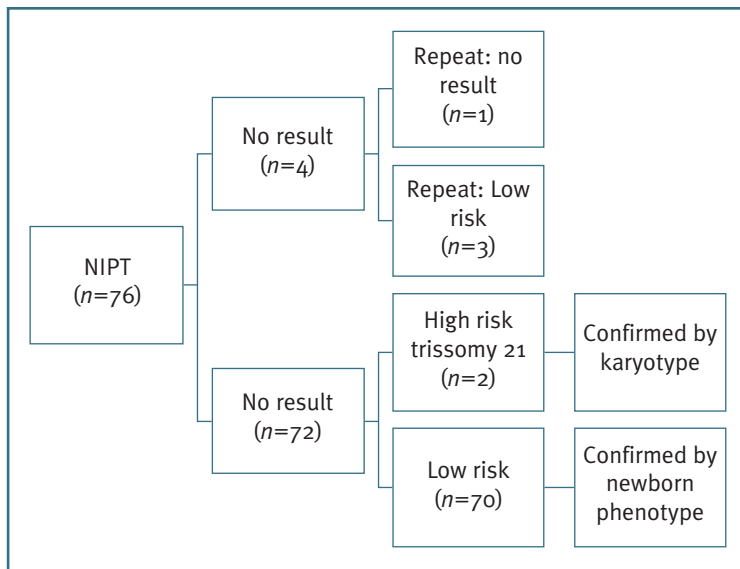 NIPT
(n=76)
No result
(n=4)
Repeat: no
result
(n=1)
Repeat: Low
risk
(n=3)
No result
(n=72)
High risk
trissomy 21
(n=2)
Confirmed by
karyotype
Low risk
(n=70)
Confirmed by
newborn
phenotype